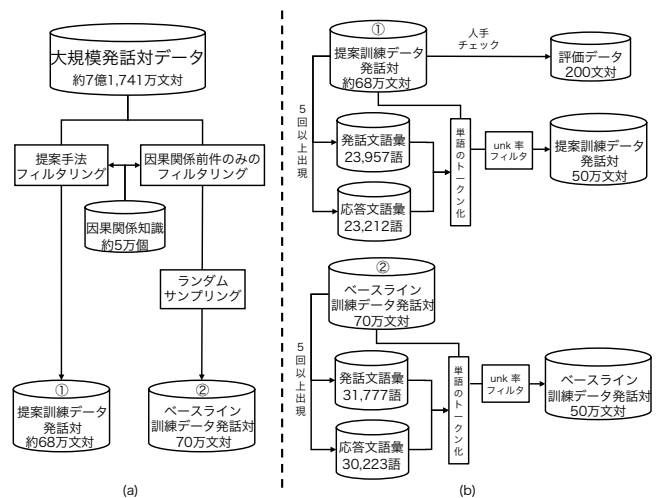 大規模発話対データ
約7億1,741万文対
提案手法
フィルタリング
因果関係前件のみの
フィルタリング
因果関係知識
約5万個
ランダム
サンプリング
①
提案訓練データ
発話対
約68万文対
②
ベースライン
訓練データ発話対
70万文対
(a)
①
提案訓練データ
発話対
約68万文対
人手
チェック
評価データ
200文対
5回以上出現
発話文語彙
23,957語
応答文語彙
23,212語
単語のトークン化
unk 率
フィルタ
提案訓練データ
発話対
50万文対
②
ベースライン
訓練データ発話対
70万文対
5回以上出現
発話文語彙
31,777語
応答文語彙
30,223語
単語のトークン化
unk 率
フィルタ
ベースライン
訓練データ発話対
50万文対
(b)